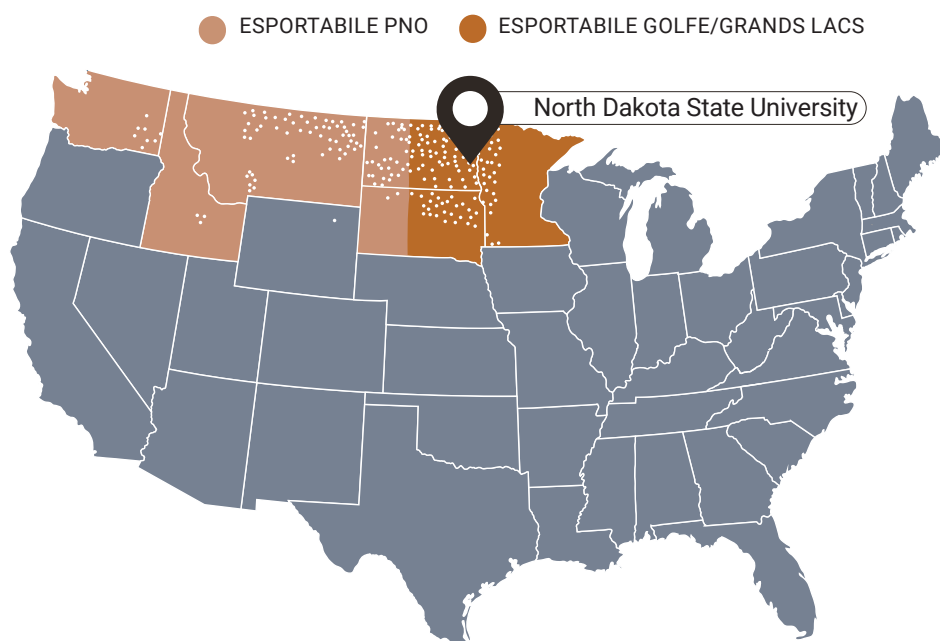 ESPORTABILE PNO
ESPORTABILE GOLFE/GRANDS LACS
North Dakota State University